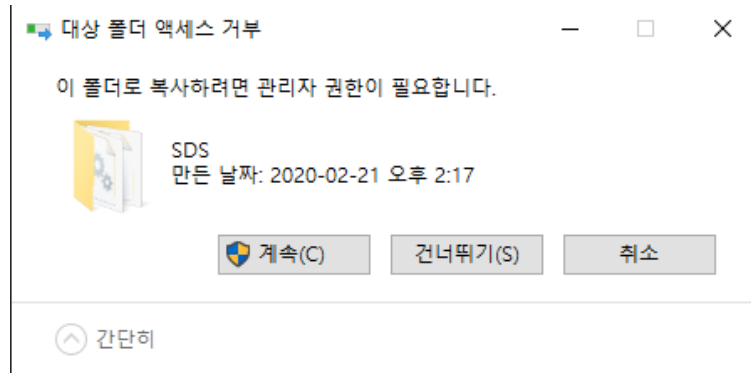 대상 폴더 액세스 거부
이 폴더로 복사하려면 관리자 권한이 필요합니다.
SDS
만든 날짜: 2020-02-21 오후 2:17
계속(C) 건너뛰기(S) 취소
간단히